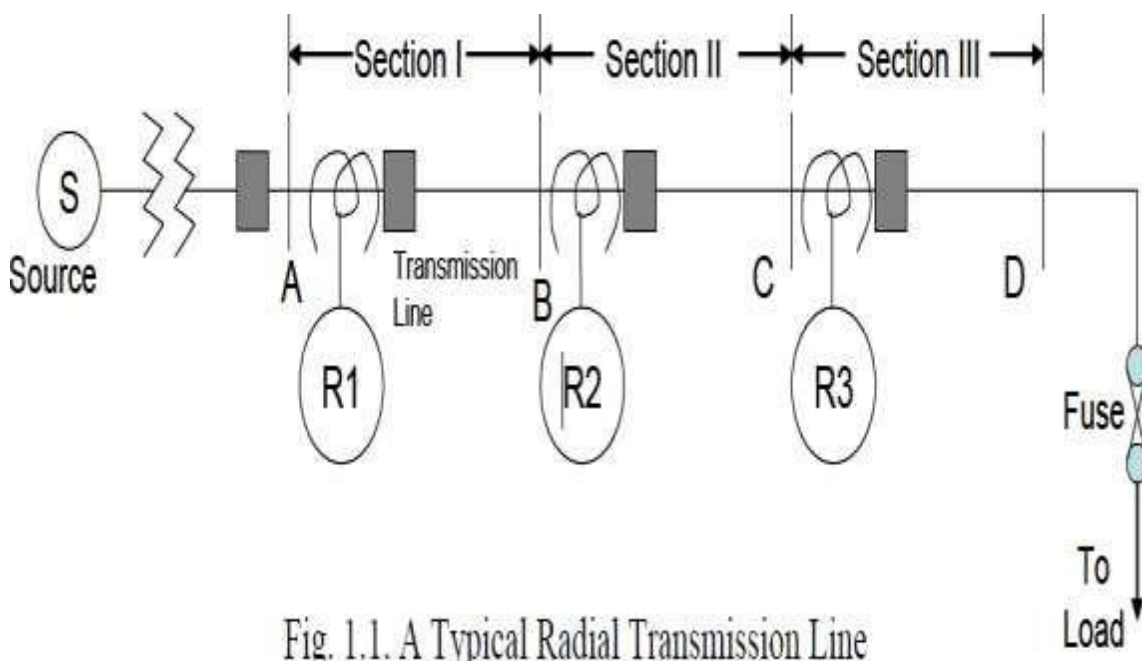 Section I
Section II
Section III
S
Source
A
Transmission
Line
B
C
D
R1
R2
R3
Fuse
To
Load
Fig. 1.1. A Typical Radial Transmission Line